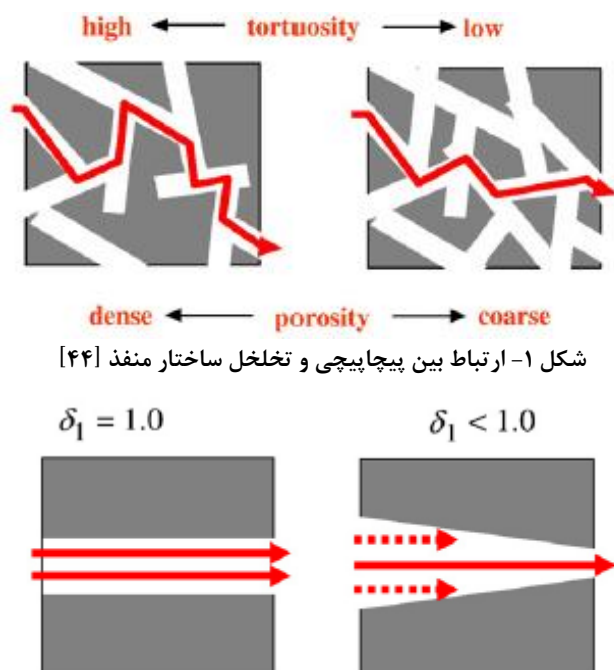 high ← tortuosity → low
dense ← porosity → coarse
شکل ۱- ارتباط بین پیچاپیچی و تخلخل ساختار منفذ [۴۴]
δ₁ = 1.0 δ₁ < 1.0